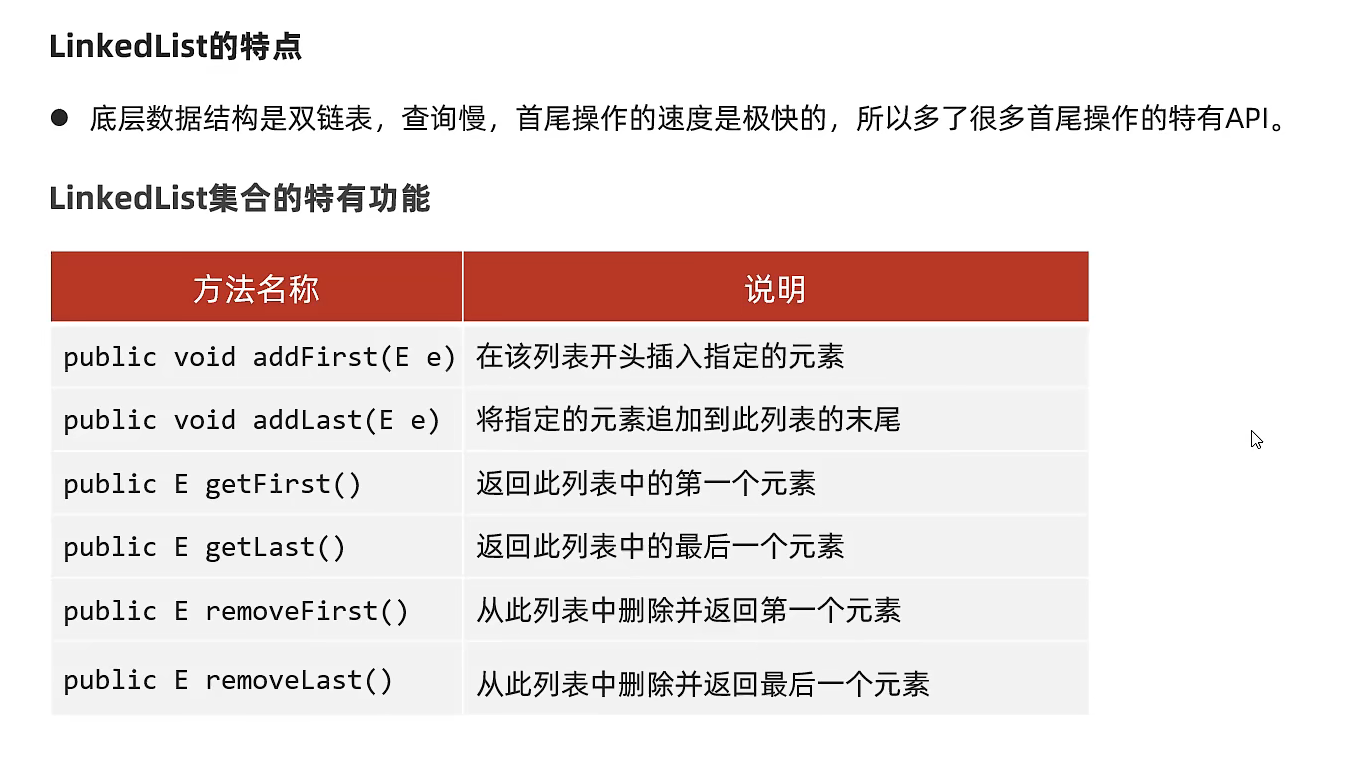 LinkedList的特点
● 底层数据结构是双链表，查询慢，首尾操作的速度是极快的，所以多了很多首尾操作的特有API。
LinkedList集合的特有功能
方法名称 说明
public void addFirst(E e) 在该列表开头插入指定的元素
public void addLast(E e) 将指定的元素追加到此列表的末尾
public E getFirst() 返回此列表中的第一个元素
public E getLast() 返回此列表中的最后一个元素
public E removeFirst() 从此列表中删除并返回第一个元素
public E removeLast() 从此列表中删除并返回最后一个元素